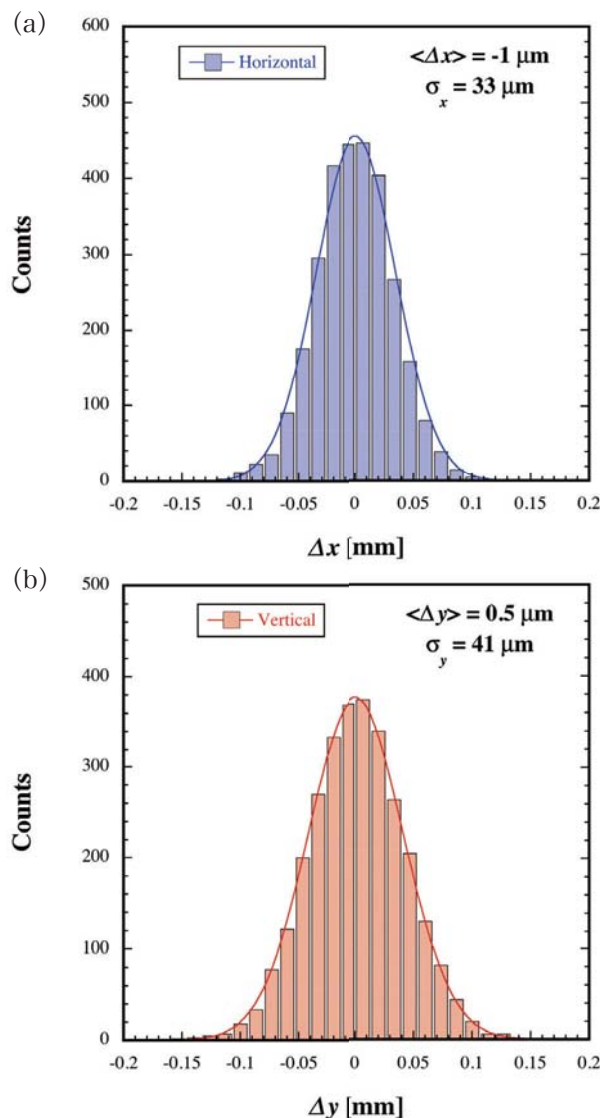 (a)
600
500
400
300
200
100
0
Counts
Horizontal
<Δx> = -1 μm
σx = 33 μm
-0.2 -0.15 -0.1 -0.05 0 0.05 0.1 0.15 0.2
Δx [mm]
(b)
500
400
300
200
100
0
Counts
Vertical
<Δy> = 0.5 μm
σy = 41 μm
-0.2 -0.15 -0.1 -0.05 0 0.05 0.1 0.15 0.2
Δy [mm]